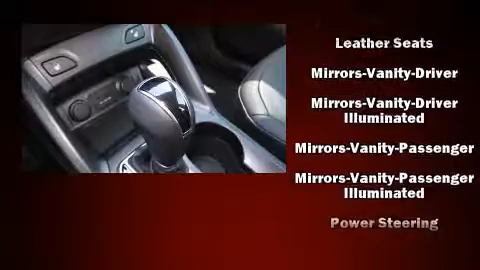 Leather Seats
Mirrors-Vanity-Driver
Mirrors-Vanity-Driver
Illuminated
Mirrors-Vanity-Passenger
Mirrors-Vanity-Passenger
Illuminated
Power Steering